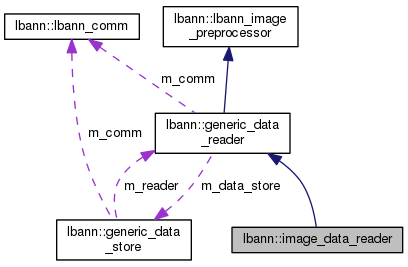 lbann::lbann_comm
lbann::lbann_image
_preprocessor
m_comm
lbann::generic_data
_reader
m_reader
m_data_store
lbann::generic_data
_store
lbann::image_data_reader
m_comm